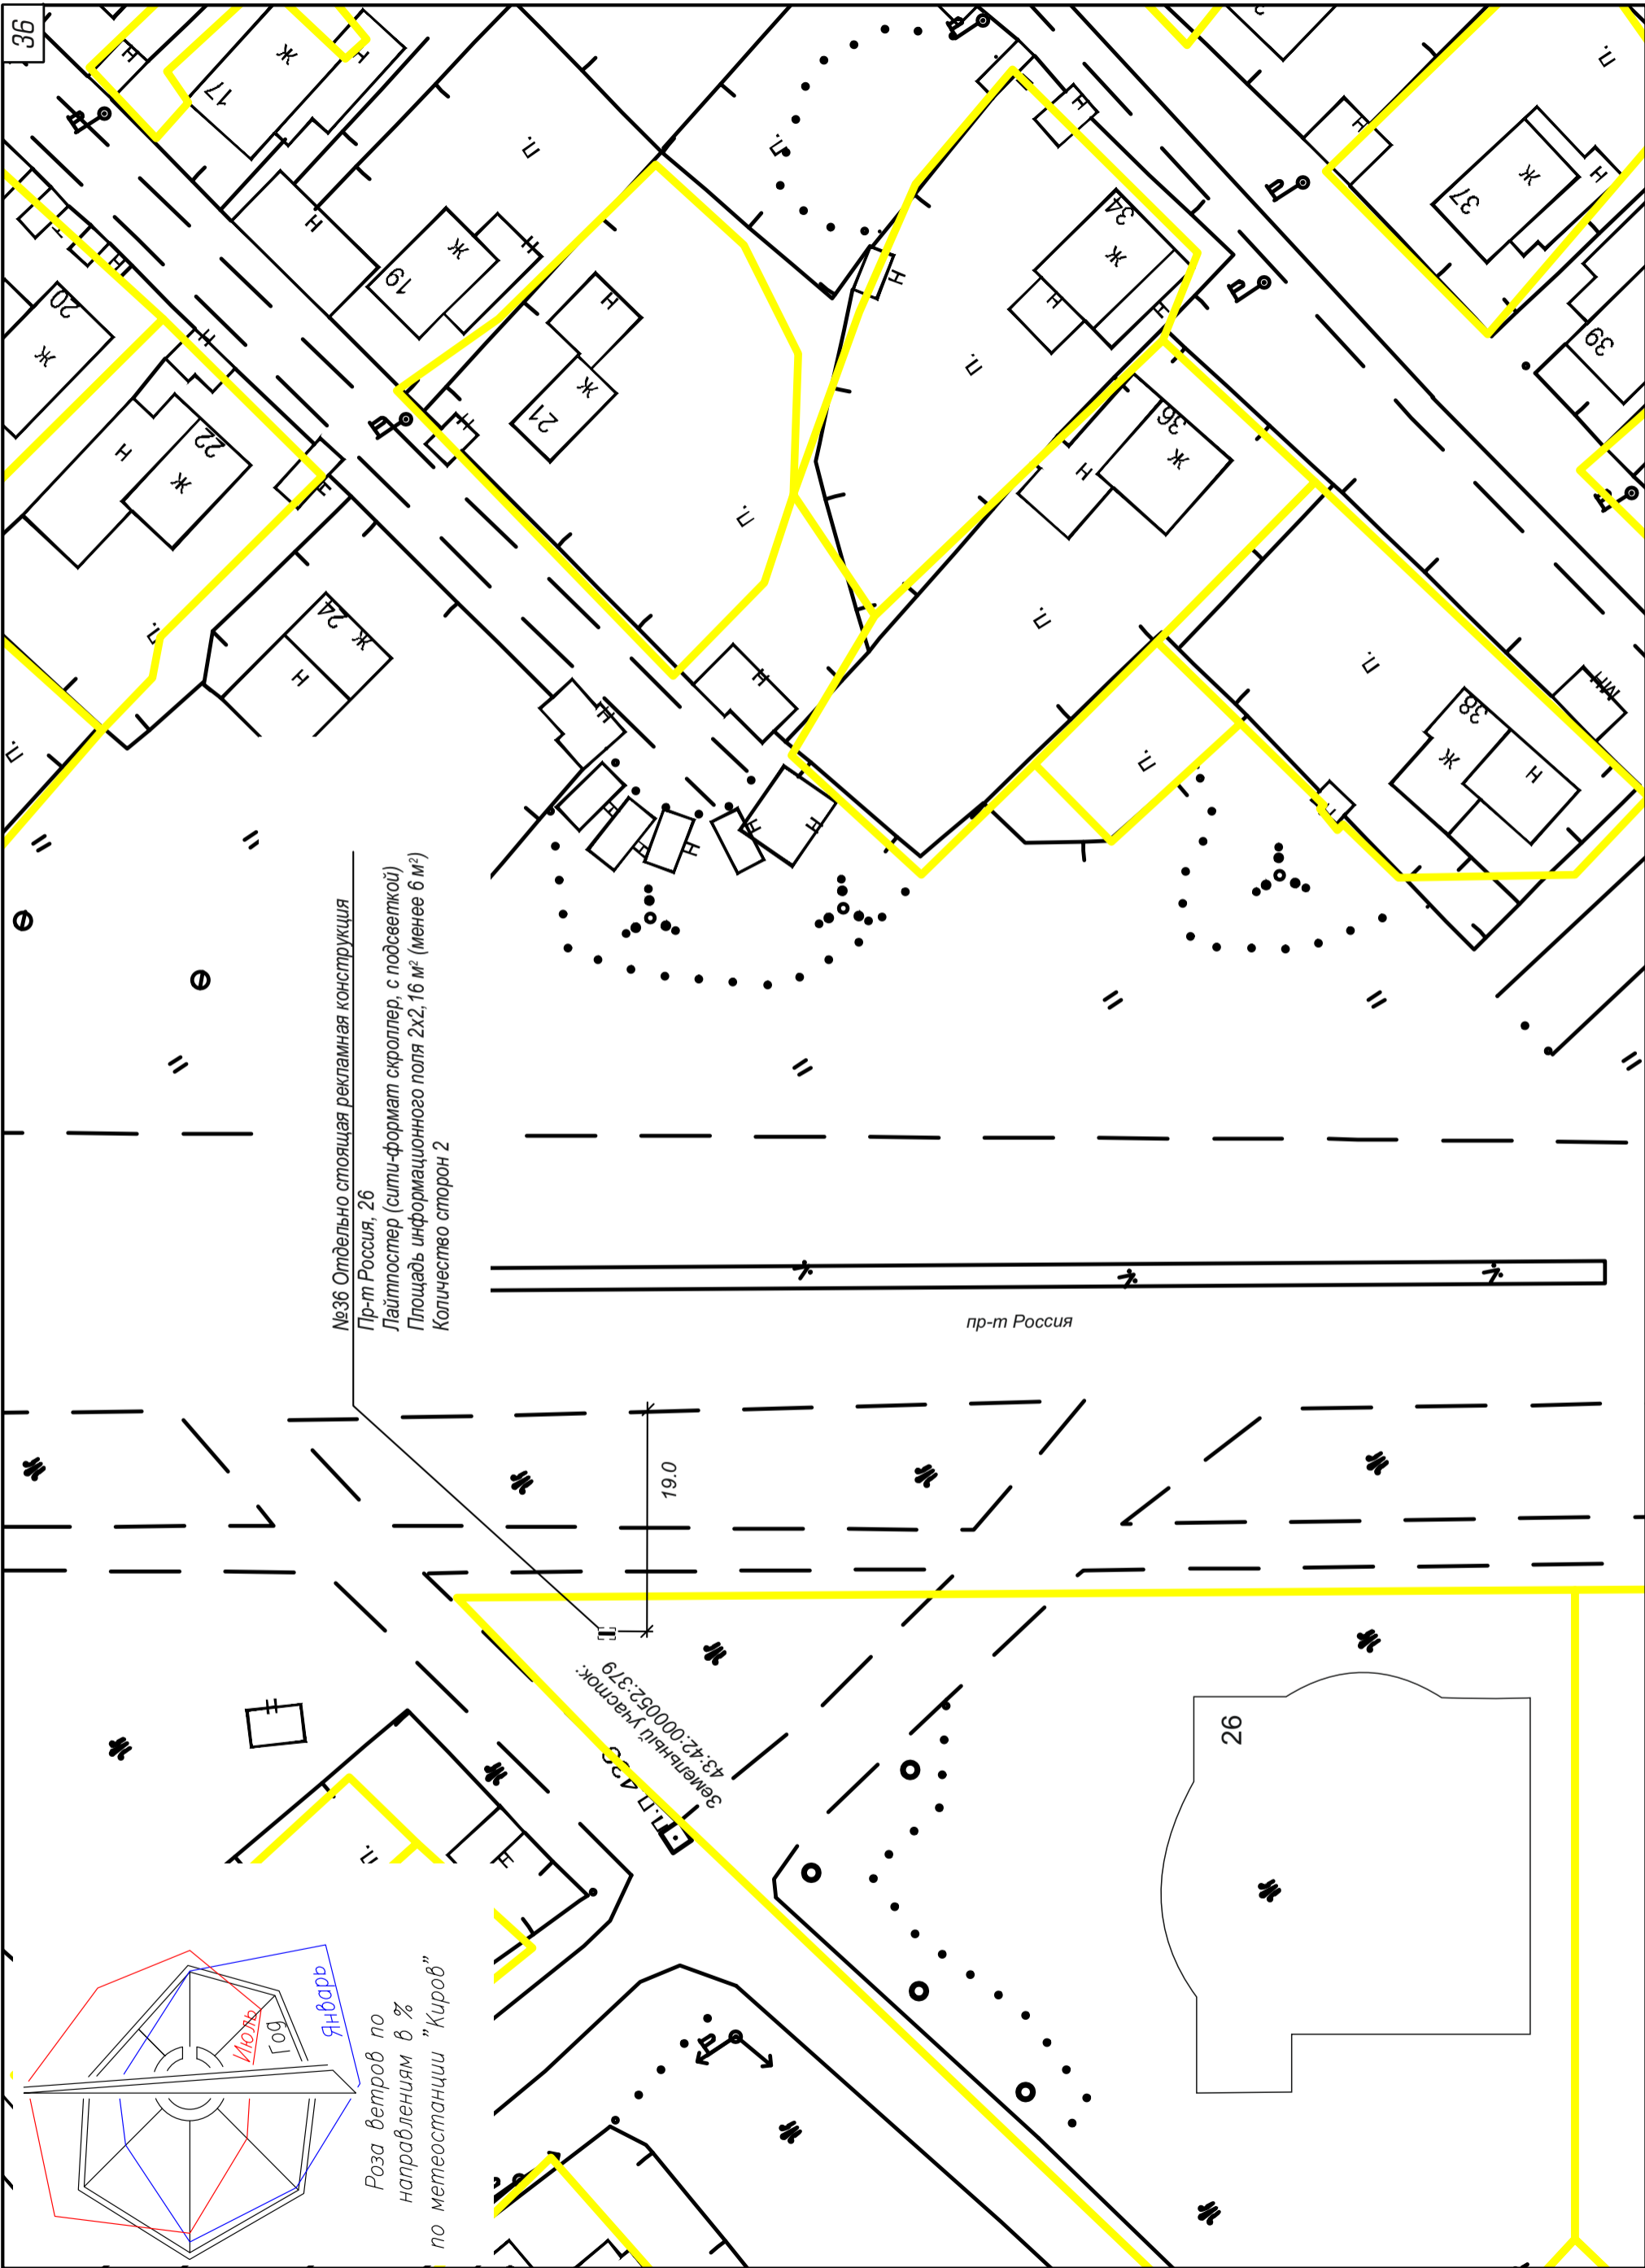 36
№36 Отдельно стоящая рекламная конструкция
Пр-т Россия, 26
Лайтпостер (сити-формат скроллер, с подсветкой)
Площадь информационного поля 2х2,16 м² (менее 6 м²)
Количество сторон 2
пр-т Россия
19.0
Земельный участок:
43:42:000052:379
26
Июль
Год
Январь
Роза ветров по
направлениям в %
по метеостанции "Киров"
17
Ж
Н
Н
19
Ж
Н
Н
20
Ж
22
Ж
Н
Н
24
Ж
Н
21
Ж
Н
Н
п.
п.
п.
п.
34
Ж
Н
Н
Н
Н
36
Ж
Н
п.
37
Ж
Н
Н
39
п.
38
Ж
Н
п.
п.
п.
Н
Н
Н
Н